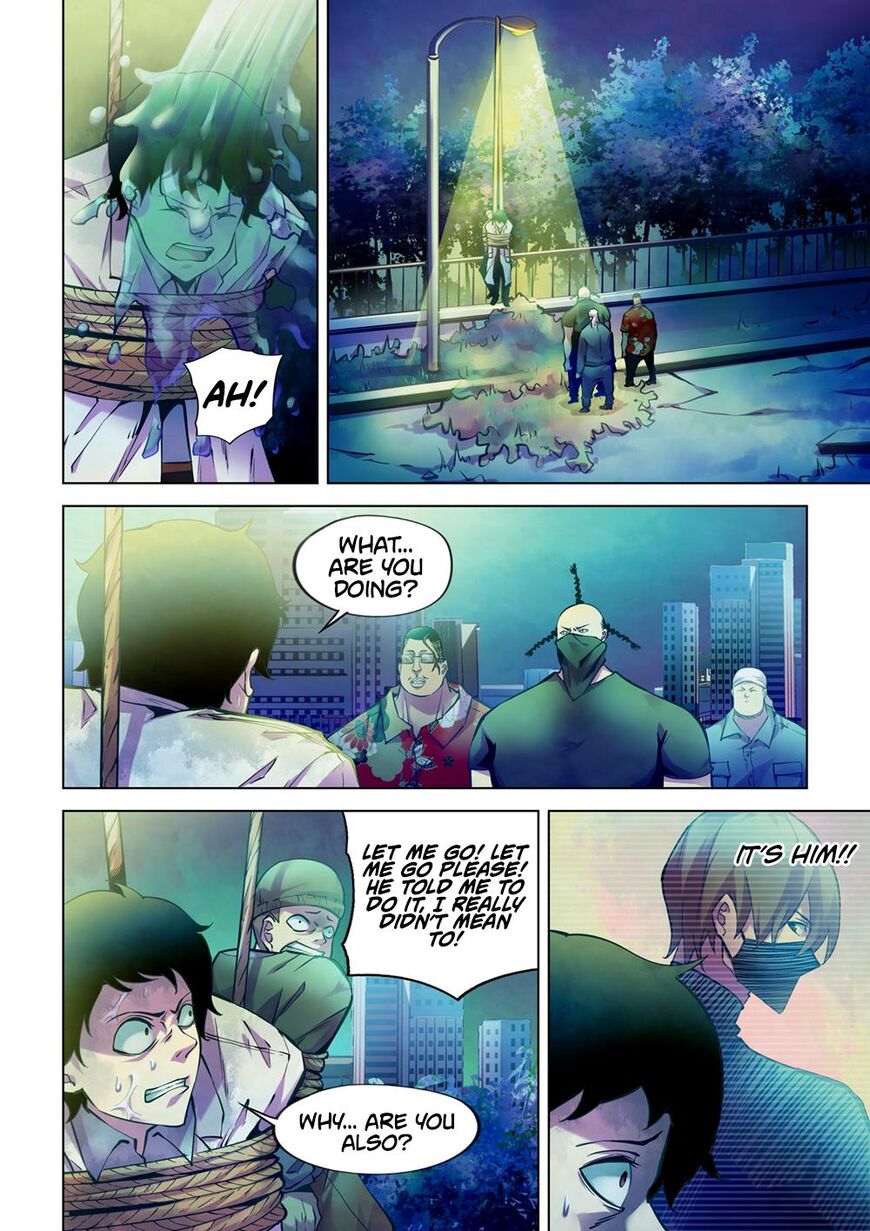 AH!
WHAT...
ARE YOU
DOING?
LET ME GO! LET
ME GO PLEASE!
HE TOLD ME TO
DO IT, I REALLY
DIDN'T MEAN
TO!
WHY... ARE YOU
ALSO?
IT'S HIM!!